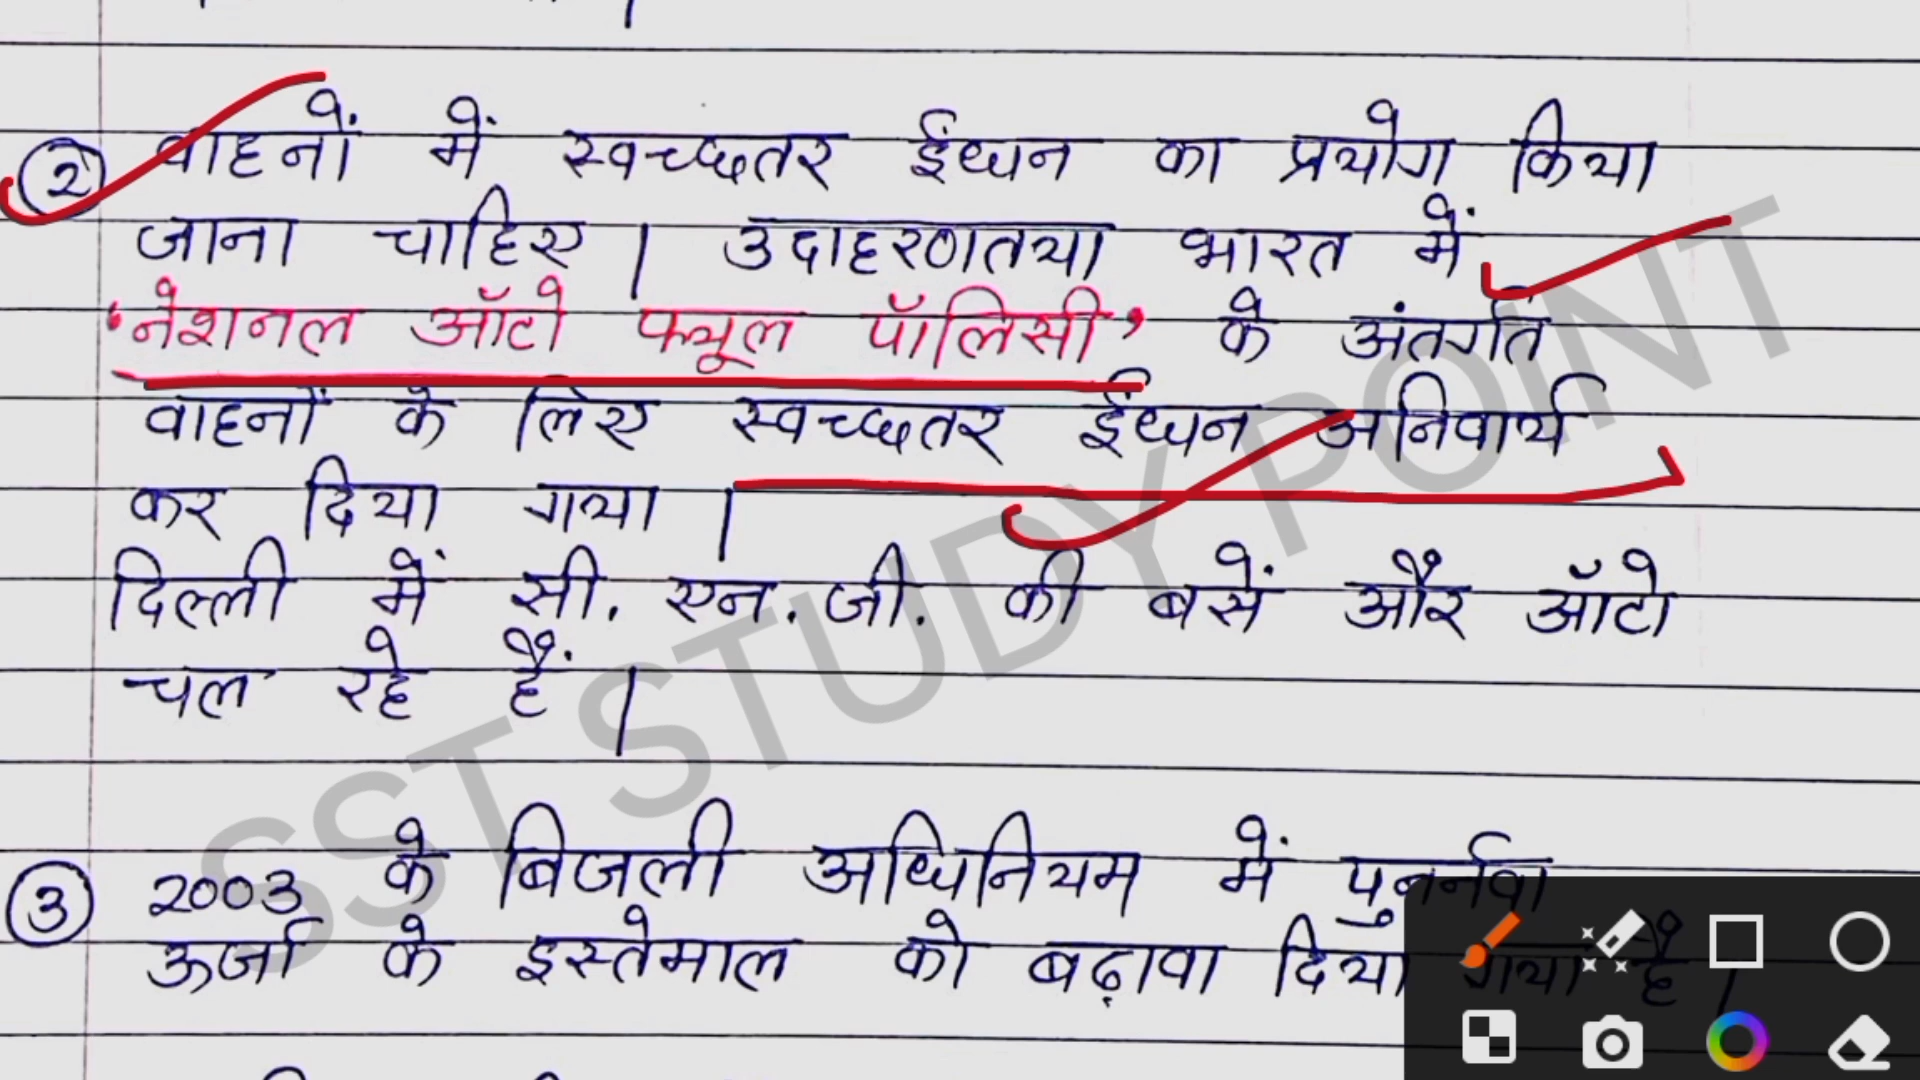 ② वाहनों में स्वच्छतर ईंधन का प्रयोग किया
जाना चाहिए । उदाहरणतया भारत में
'नेशनल ऑटो फ्यूल पॉलिसी' के अंतर्गत
वाहनों के लिए स्वच्छतर ईंधन अनिवार्य
कर दिया गया ।
दिल्ली में सी. एन. जी. की बसें और ऑटो
चल रहे हैं ।
③ 2003 के बिजली अधिनियम में पुनर्नवा
ऊर्जा के इस्तेमाल को बढ़ावा दिया गया है ।
SST STUDY POINT